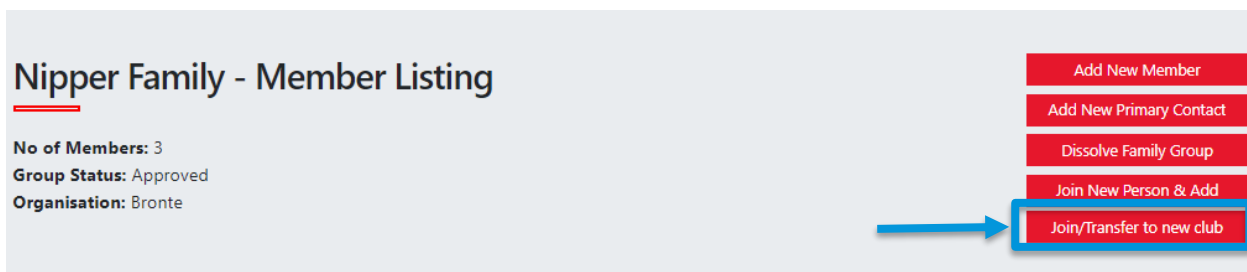 Nipper Family - Member Listing
No of Members: 3
Group Status: Approved
Organisation: Bronte
Add New Member
Add New Primary Contact
Dissolve Family Group
Join New Person & Add
Join/Transfer to new club